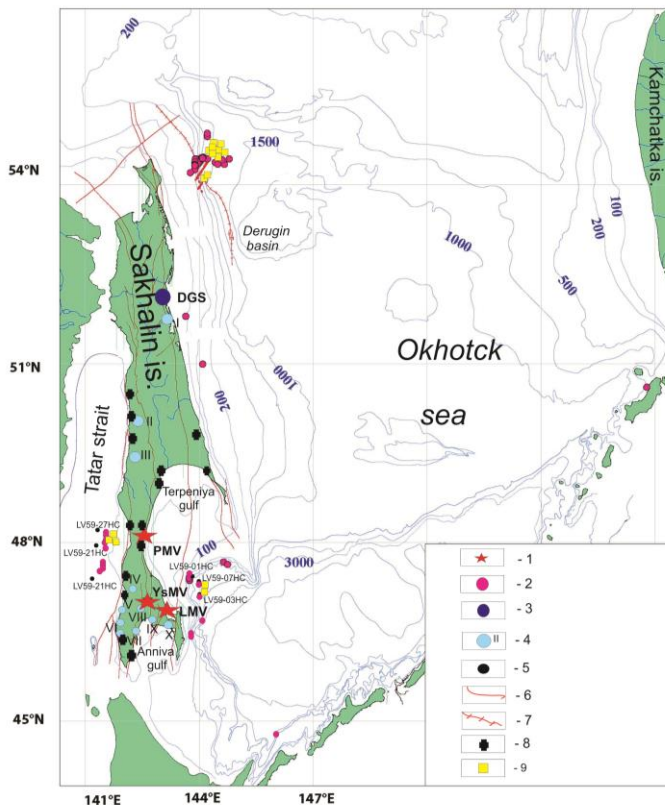 200
Kamchatka is.
1500
54°N
100
200
1000
Derugin
basin
500
Sakhalin is.
DGS
I
Okhotck
sea
51°N
1000
200
II
III
Tatar strait
Terpeniya
gulf
LV59-27HC
48°N
LV59-21HC
PMV
100
3000
LV59-01HC
LV59-07HC
LV59-21HC
IV
YsMV
LV59-03HC
V
LMV
VIII
VI
IX
X
VII
Anniva
gulf
45°N
141°E
144°E
147°E
- 1
- 2
- 3
II
- 4
- 5
- 6
- 7
- 8
- 9